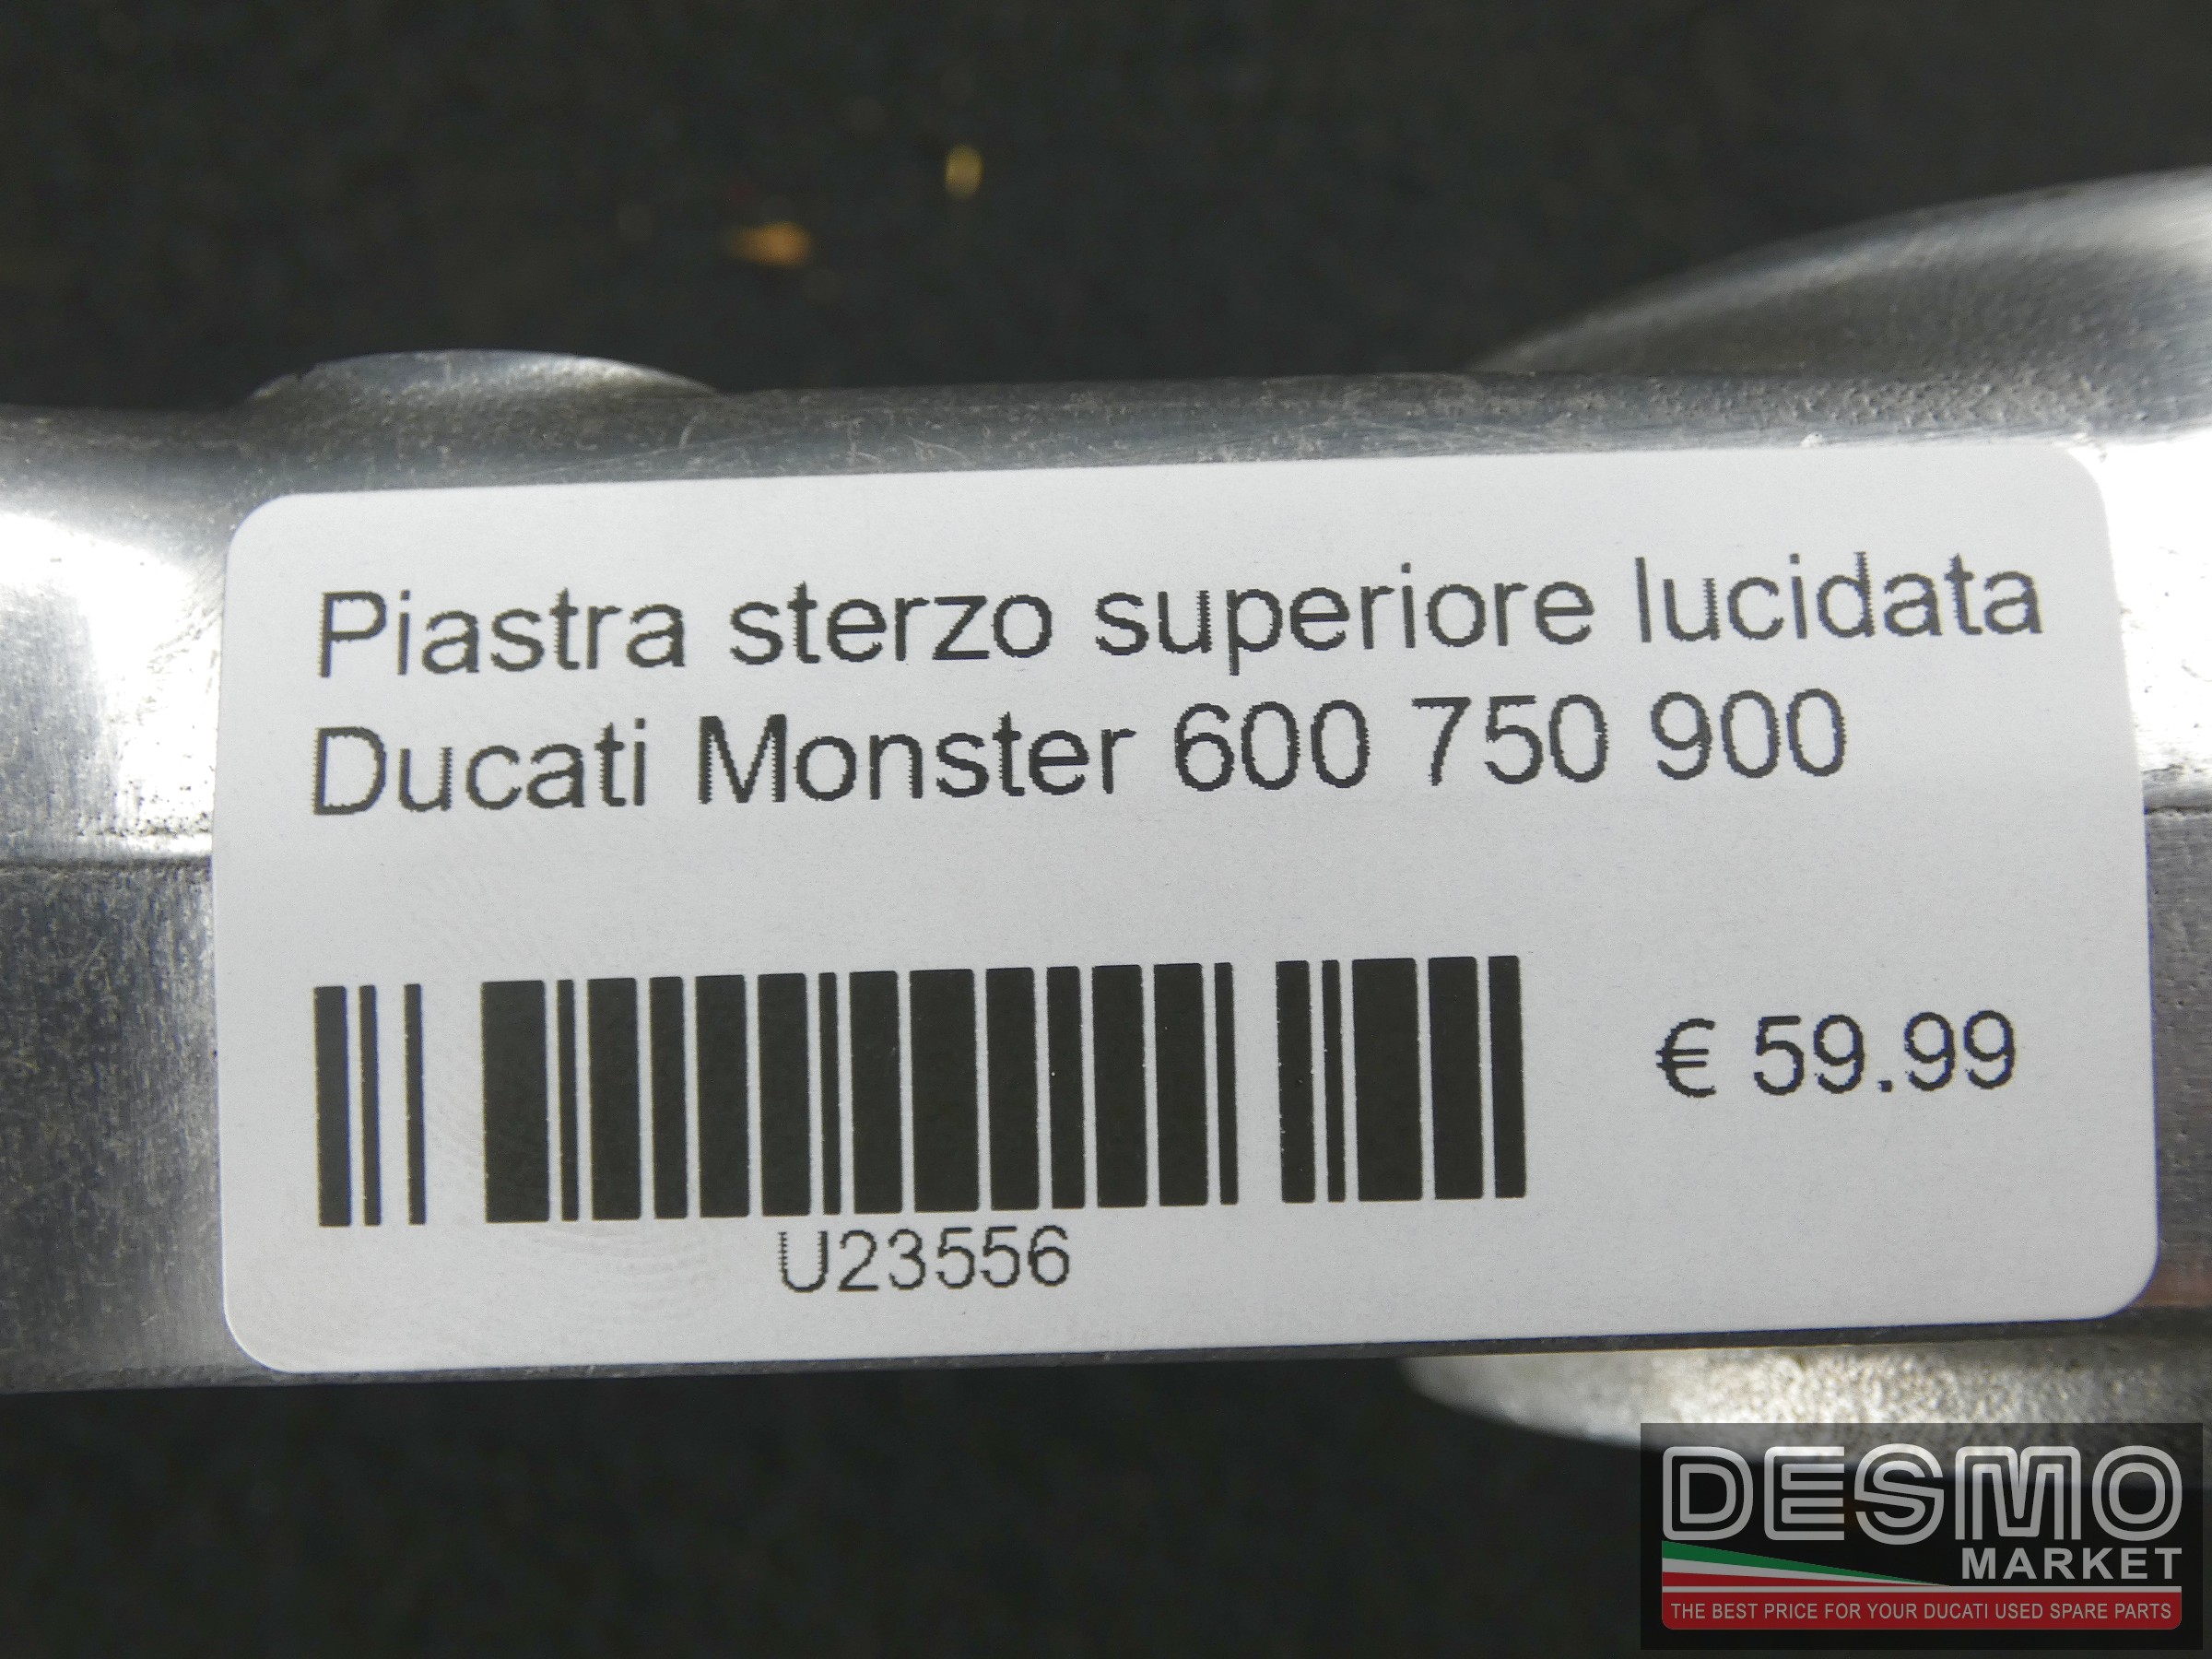 Piastra sterzo superiore lucidata
Ducati Monster 600 750 900
€ 59.99
U23556
DESMO
MARKET
THE BEST PRICE FOR YOUR DUCATI USED SPARE PARTS